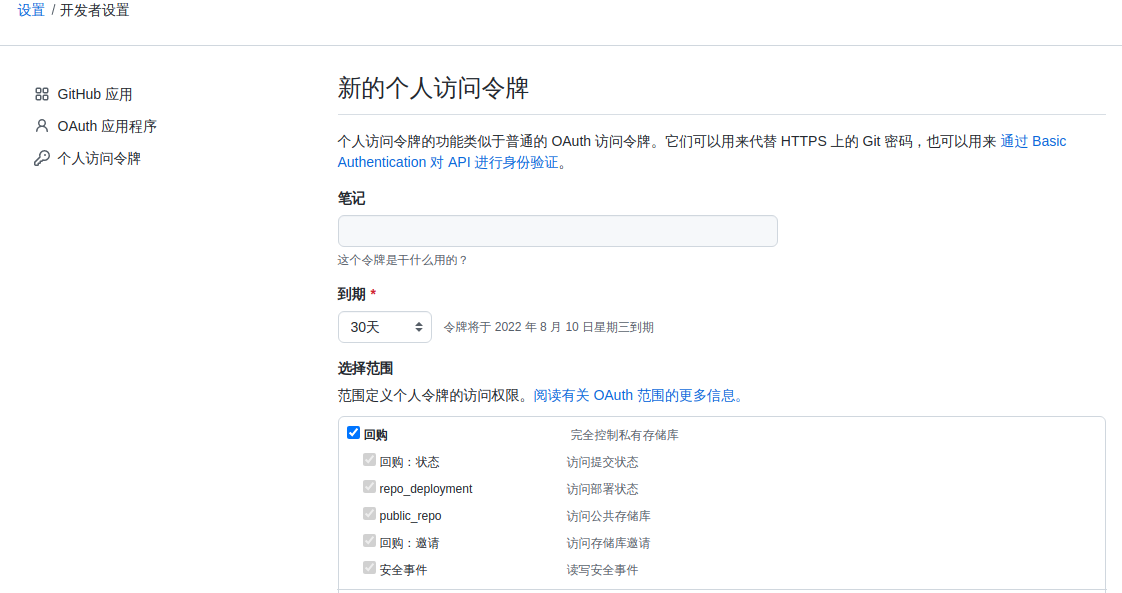 设置 / 开发者设置
GitHub 应用
OAuth 应用程序
个人访问令牌
新的个人访问令牌
个人访问令牌的功能类似于普通的 OAuth 访问令牌。它们可以用来代替 HTTPS 上的 Git 密码，也可以用来 通过 Basic
Authentication 对 API 进行身份验证。
笔记
这个令牌是干什么用的？
到期 *
30天 令牌将于 2022 年 8 月 10 日星期三到期
选择范围
范围定义个人令牌的访问权限。阅读有关 OAuth 范围的更多信息。
回购 完全控制私有存储库
回购：状态 访问提交状态
repo_deployment 访问部署状态
public_repo 访问公共存储库
回购：邀请 访问存储库邀请
安全事件 读写安全事件